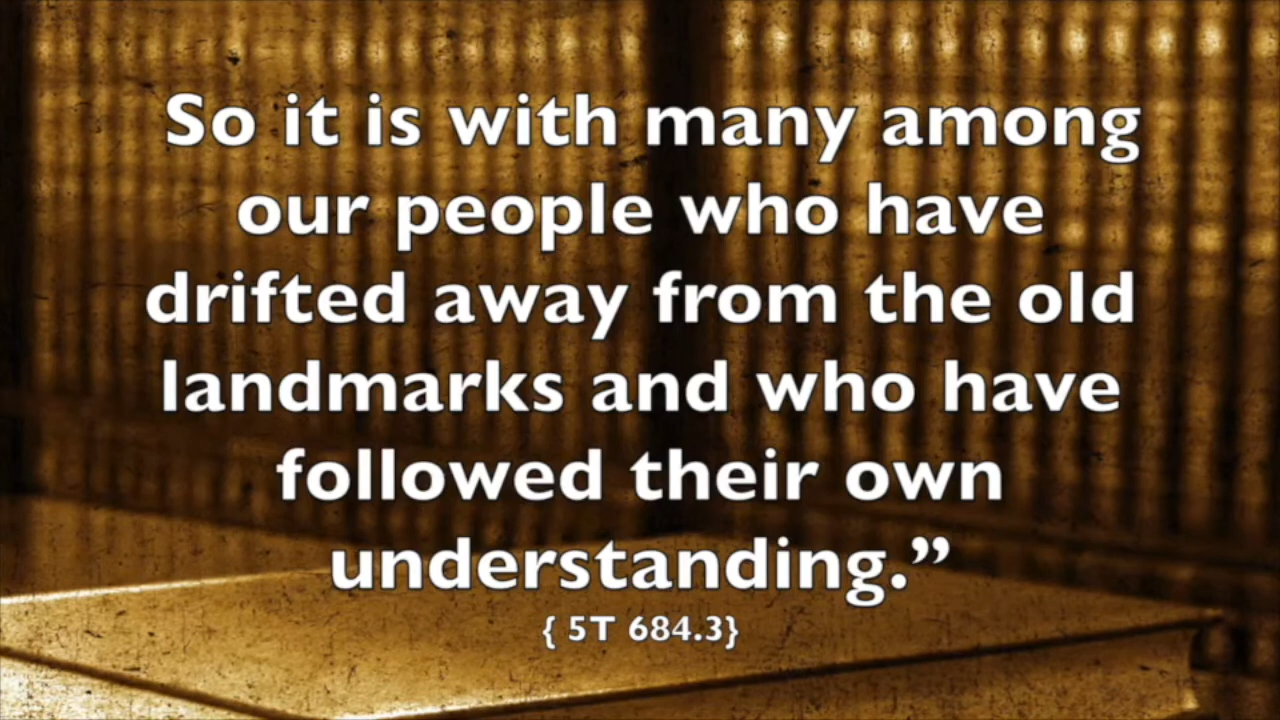 So it is with many among
our people who have
drifted away from the old
landmarks and who have
followed their own
understanding.”
{ 5T 684.3}